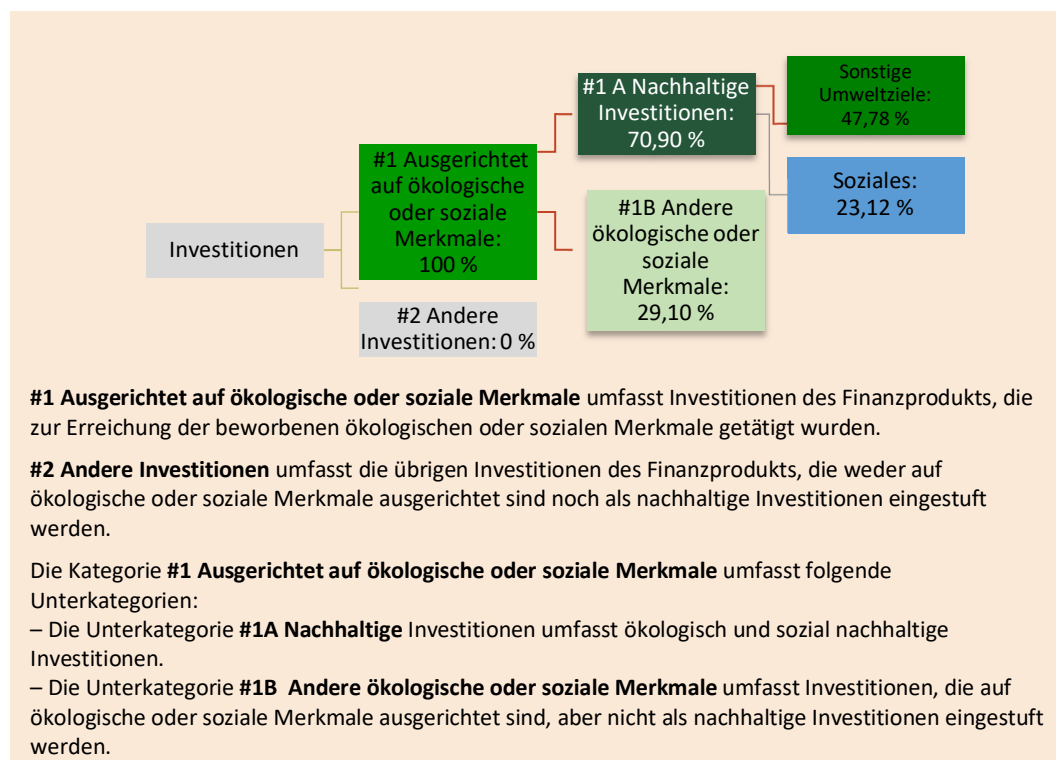 Investitionen
#1 Ausgerichtet
auf ökologische
oder soziale
Merkmale:
100 %
#2 Andere
Investitionen: 0 %
#1 A Nachhaltige
Investitionen:
70,90 %
#1B Andere
ökologische oder
soziale
Merkmale:
29,10 %
Sonstige
Umweltziele:
47,78 %
Soziales:
23,12 %
#1 Ausgerichtet auf ökologische oder soziale Merkmale umfasst Investitionen des Finanzprodukts, die
zur Erreichung der beworbenen ökologischen oder sozialen Merkmale getätigt wurden.
#2 Andere Investitionen umfasst die übrigen Investitionen des Finanzprodukts, die weder auf
ökologische oder soziale Merkmale ausgerichtet sind noch als nachhaltige Investitionen eingestuft
werden.
Die Kategorie #1 Ausgerichtet auf ökologische oder soziale Merkmale umfasst folgende
Unterkategorien:
– Die Unterkategorie #1A Nachhaltige Investitionen umfasst ökologisch und sozial nachhaltige
Investitionen.
– Die Unterkategorie #1B Andere ökologische oder soziale Merkmale umfasst Investitionen, die auf
ökologische oder soziale Merkmale ausgerichtet sind, aber nicht als nachhaltige Investitionen eingestuft
werden.